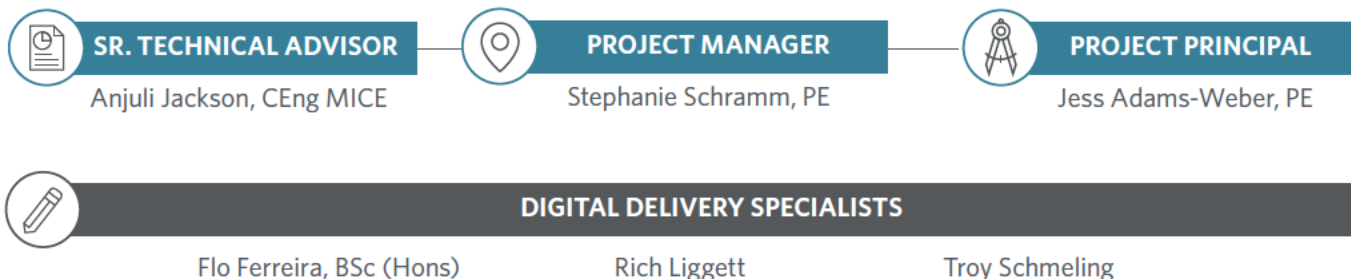 SR. TECHNICAL ADVISOR
PROJECT MANAGER
PROJECT PRINCIPAL
Anjuli Jackson, CEng MICE
Stephanie Schramm, PE
Jess Adams-Weber, PE
DIGITAL DELIVERY SPECIALISTS
Flo Ferreira, BSc (Hons)
Rich Liggett
Troy Schmeling